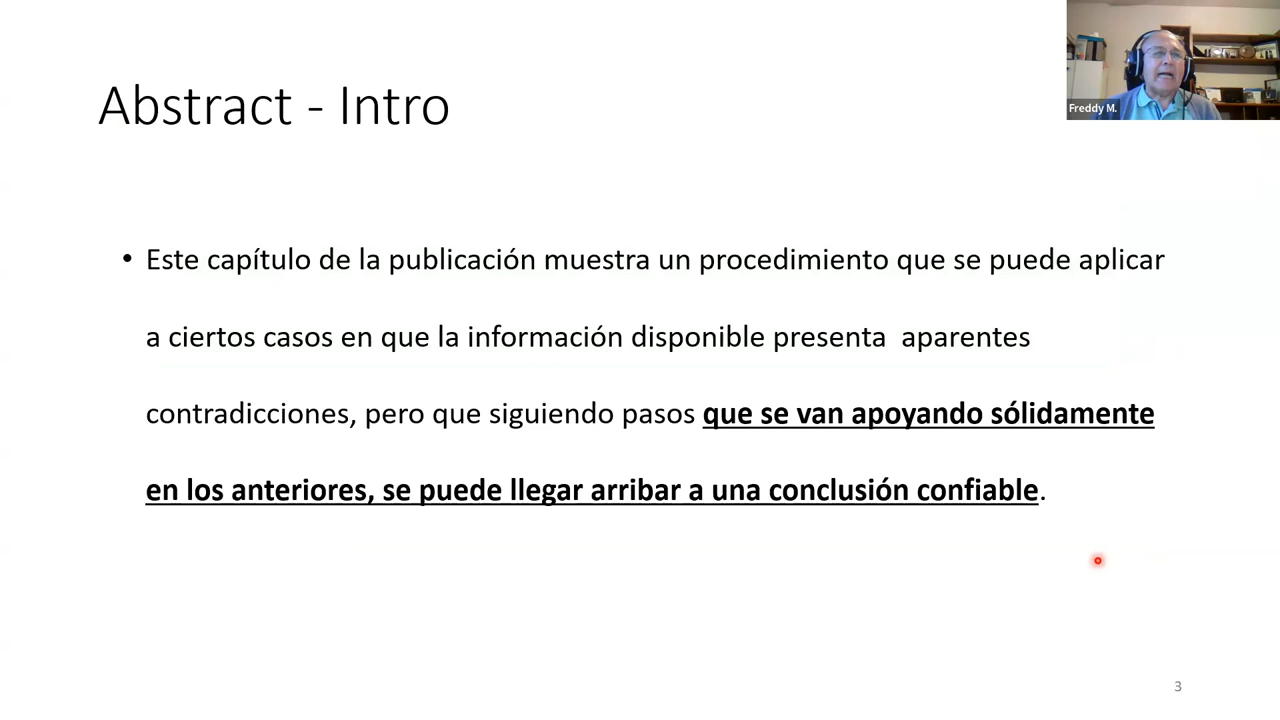 Freddy M.
Abstract - Intro
• Este capítulo de la publicación muestra un procedimiento que se puede aplicar
a ciertos casos en que la información disponible presenta  aparentes
contradicciones, pero que siguiendo pasos que se van apoyando sólidamente
en los anteriores, se puede llegar arribar a una conclusión confiable.
3